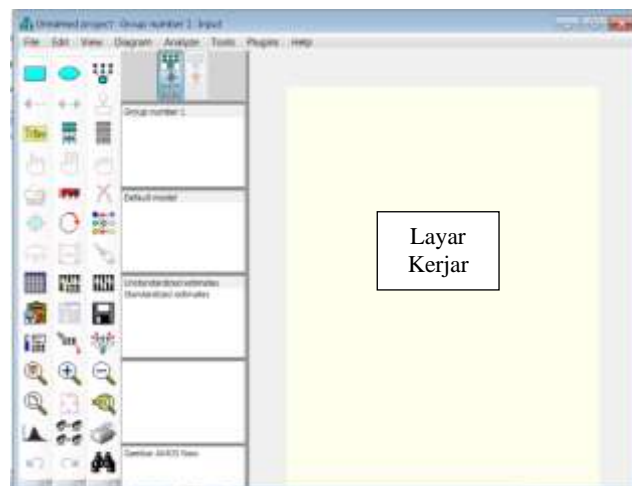 Unnamed project : Group number 1 : Input
File Edit View Diagram Analyze Tools Plugins Help
Title
Group number 1
Default model
Unstandardized estimates
Standardized estimates
Layar
Kerjar